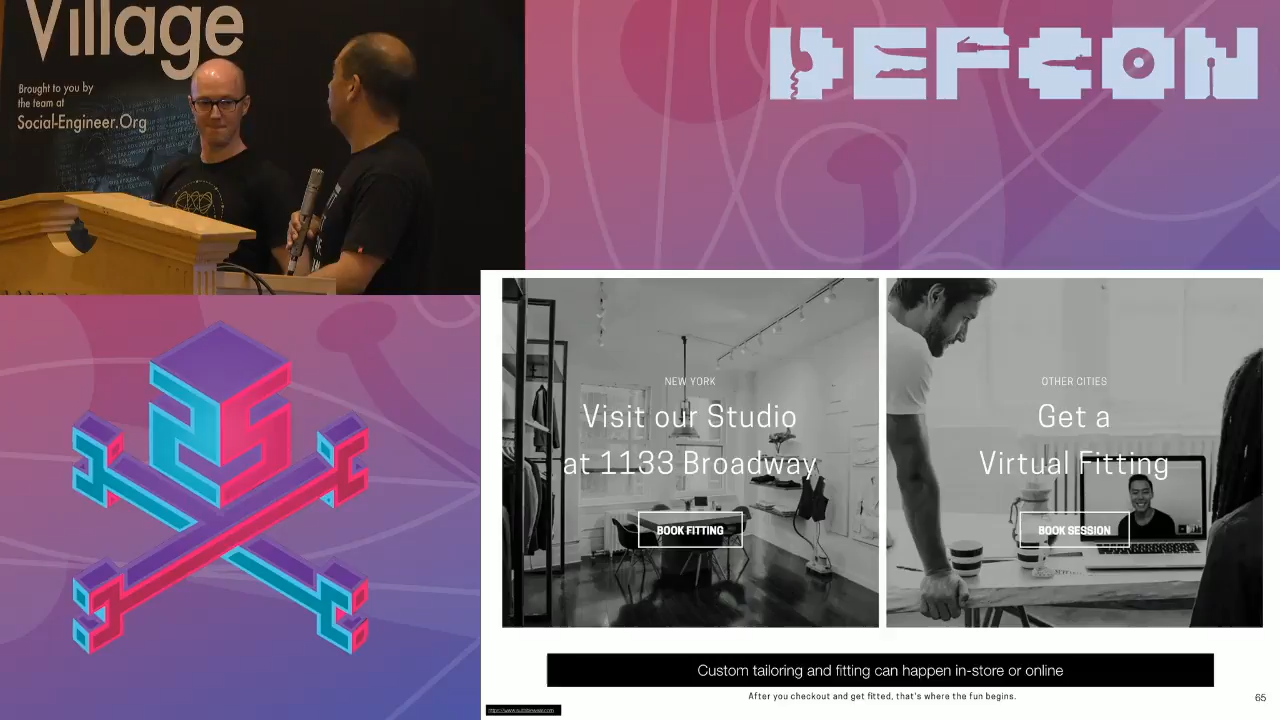 Village
Brought to you by
the team at
Social-Engineer.Org
DEFCON
NEW YORK
Visit our Studio
at 1133 Broadway
BOOK FITTING
OTHER CITIES
Get a
Virtual Fitting
BOOK SESSION
Custom tailoring and fitting can happen in-store or online
After you checkout and get fitted, that's where the fun begins.
65